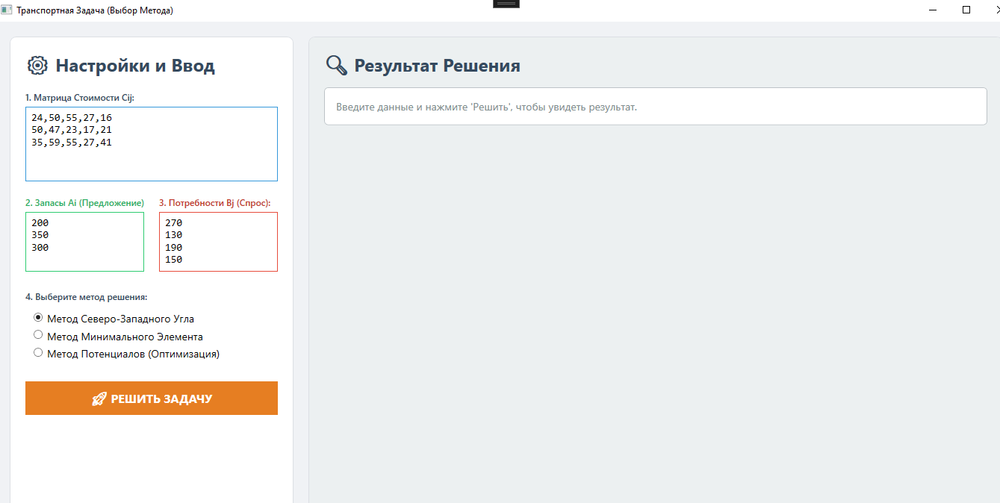 Транспортная Задача (Выбор Метода)
Настройки и Ввод
1. Матрица Стоимости Cij:
24,50,55,27,16
50,47,23,17,21
35,59,55,27,41
2. Запасы Ai (Предложение)
200
350
300
3. Потребности Bj (Спрос):
270
130
190
150
4. Выберите метод решения:
Метод Северо-Западного Угла
Метод Минимального Элемента
Метод Потенциалов (Оптимизация)
РЕШИТЬ ЗАДАЧУ
Результат Решения
Введите данные и нажмите 'Решить', чтобы увидеть результат.